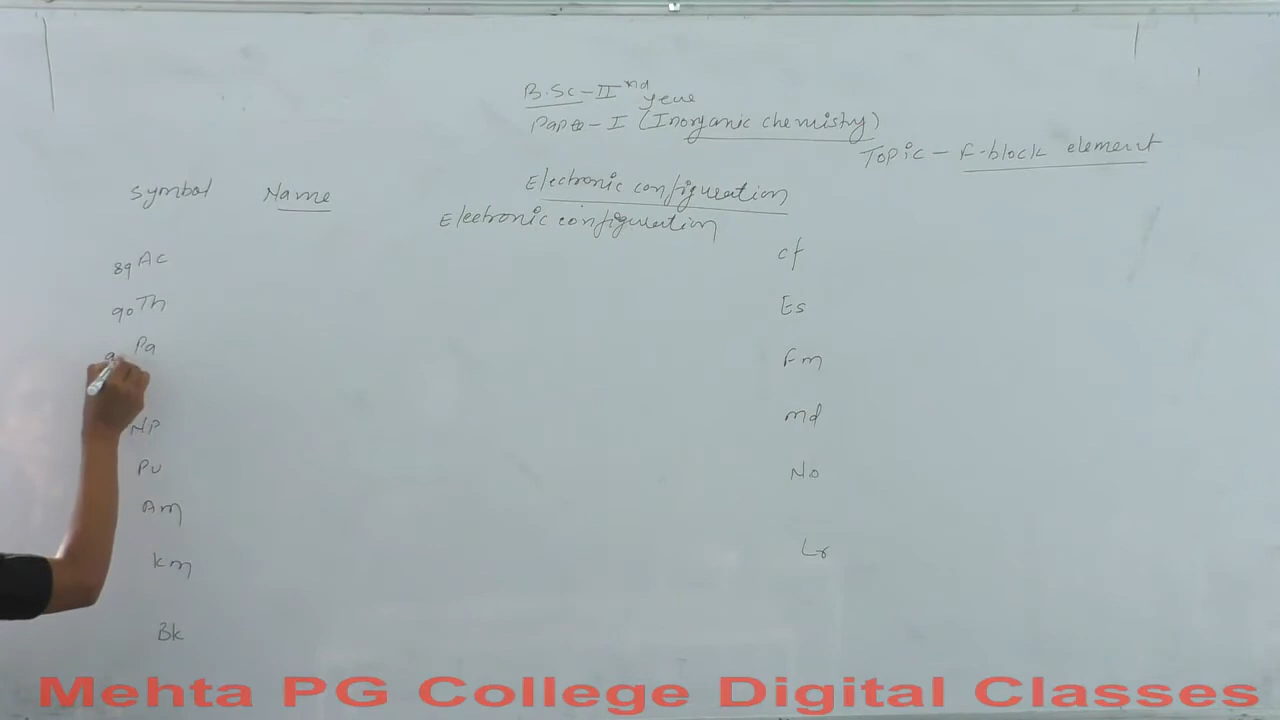 B.Sc-II nd year
Paper-I (Inorganic chemistry)
Topic - F-block element
Electronic configuration
Symbol Name Electronic configuration
89 Ac
90 Th
9 Pa
Np
Pu
Am
km
Bk
Cf
Es
Fm
md
No
Lr
Mehta PG College Digital Classes